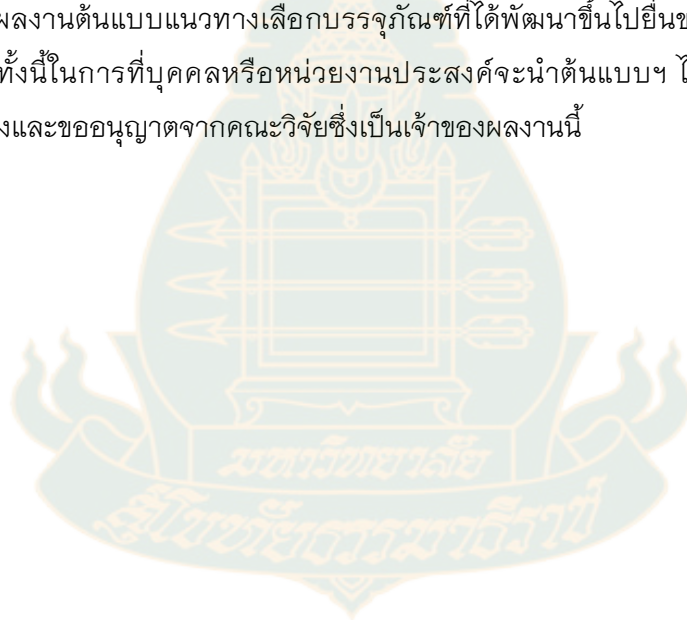 ผลงานต้นแบบแนวทางเลือกบรรจุภัณฑ์ที่ได้พัฒนาขึ้นไปยื่นข
ทั้งนี้ในการที่บุคคลหรือหน่วยงานประสงค์จะนำต้นแบบฯ ไ
งและขออนุญาตจากคณะวิจัยซึ่งเป็นเจ้าของผลงานนี้
มหาวิทยาลัย
สุโขทัยธรรมาธิราช